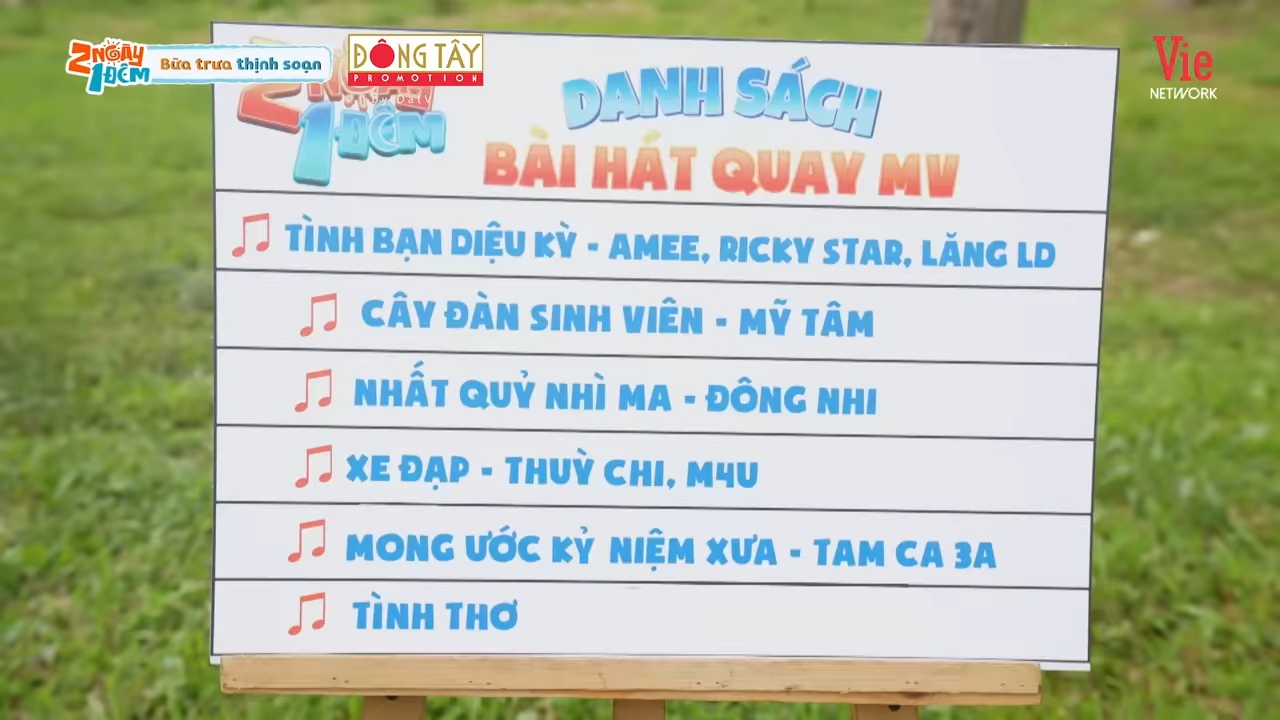 2 NGÀY 1 ĐÊM
Bữa trưa thịnh soạn
ĐÔNG TÂY
PROMOTION
Vie
NETWORK
2 NGÀY
1 ĐÊM
DANH SÁCH
BÀI HÁT QUAY MV
TÌNH BẠN DIỆU KỲ - AMEE, RICKY STAR, LĂNG LD
CÂY ĐÀN SINH VIÊN - MỸ TÂM
NHẤT QUỶ NHÌ MA - ĐÔNG NHI
XE ĐẠP - THUỲ CHI, M4U
MONG ƯỚC KỶ NIỆM XƯA - TAM CA 3A
TÌNH THƠ